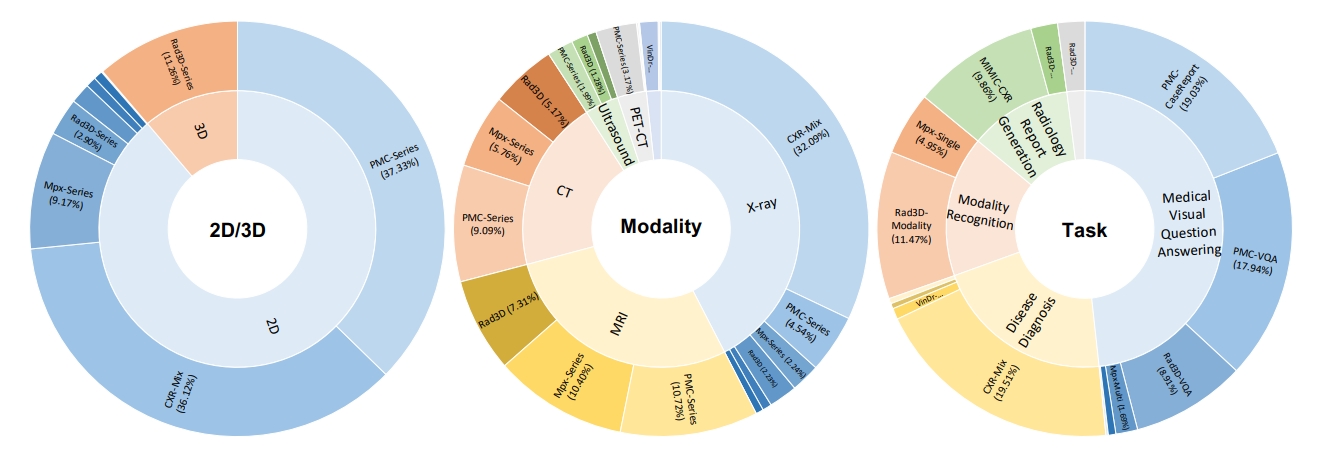 2D/3D
3D
2D
PMC-Series
(37.33%)
CXR-Mix
(36.12%)
Mpx-Series
(9.17%)
Rad3D-Series
(2.90%)
Rad3D-Series
(11.26%)
Modality
X-ray
MRI
CT
Ultrasound
PET-CT
CXR-Mix
(32.09%)
PMC-Series
(4.54%)
Mpx-Series (2.24%)
Rad3D (2.23%)
PMC-Series
(10.72%)
Mpx-Series
(10.40%)
Rad3D (7.31%)
PMC-Series
(9.09%)
Mpx-Series
(5.76%)
Rad3D (5.17%)
PMC-Series (1.99%)
Rad3D (1.28%)
PMC-Series(3.17%)
VinDr-...
Task
Medical
Visual
Question
Answering
Disease
Diagnosis
Modality
Recognition
Radiology
Report
Generation
PMC-
CaseReport
(19.03%)
PMC-VQA
(17.94%)
Rad3D-VQA
(8.91%)
MpxMulti (1.69%)
CXR-Mix
(19.51%)
VinDr-...
Rad3D-
Modality
(11.47%)
Mpx-Single
(4.95%)
MIMIC-CXR
(9.86%)
Rad3D-...
Rad3D-...